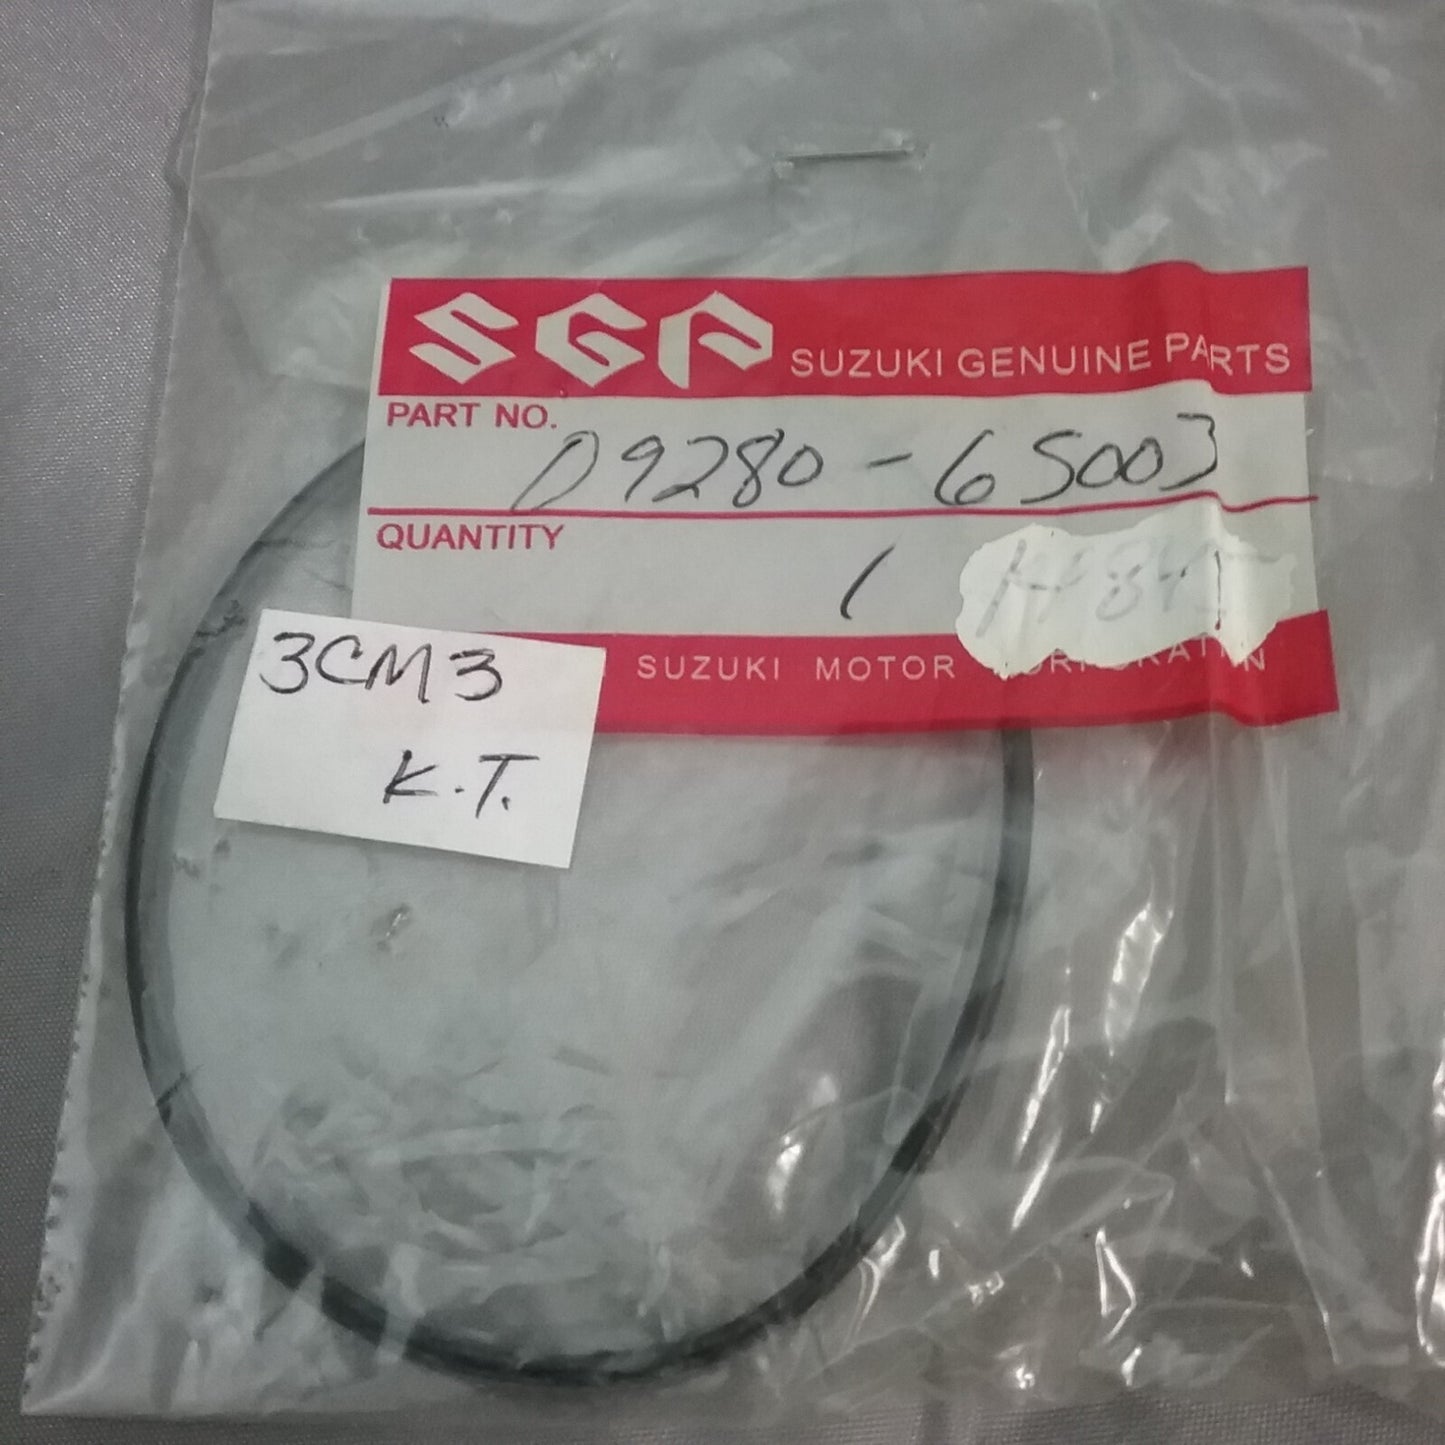 SGP SUZUKI GENUINE PARTS
PART NO. 09280-65003
QUANTITY 1
SUZUKI MOTOR
3CM3
K.T.